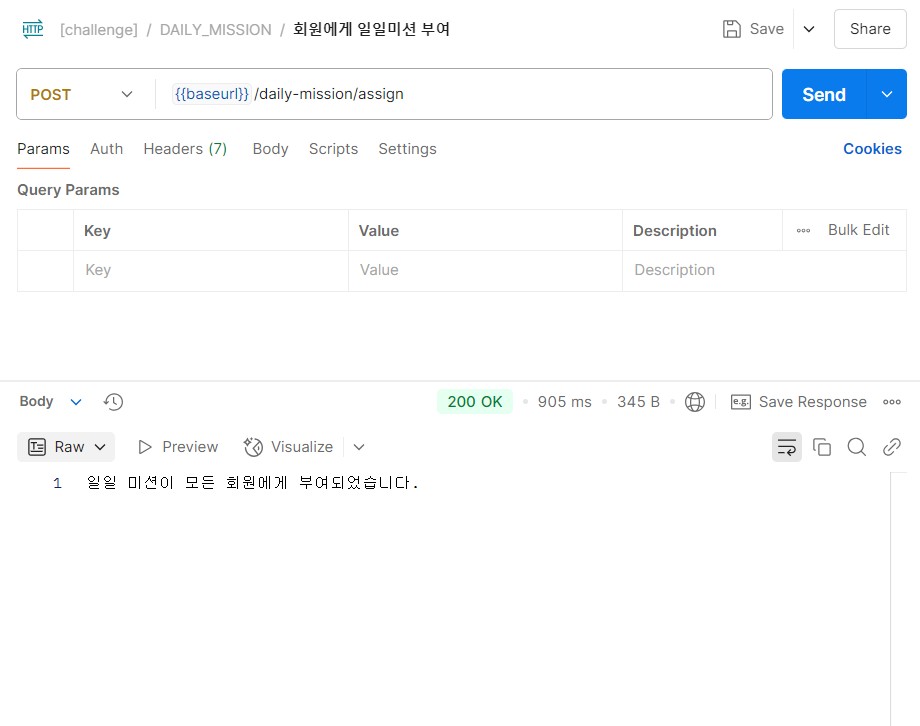 HTTP [challenge] / DAILY_MISSION / 회원에게 일일미션 부여 Save Share
POST {{baseurl}} /daily-mission/assign Send
Params Auth Headers (7) Body Scripts Settings Cookies
Query Params
Key Value Description Bulk Edit
Key Value Description
Body 200 OK 905 ms 345 B e.g. Save Response
Raw Preview Visualize
1 일일 미션이 모든 회원에게 부여되었습니다.